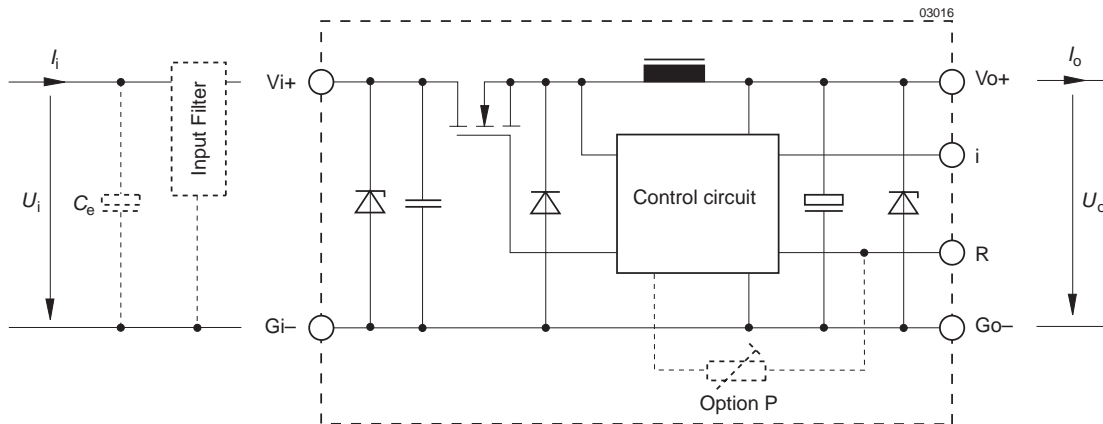 03016
Ii
Input Filter
Vi+
Vo+
Io
i
Control circuit
Ui
Ce
Uo
R
Gi–
Go–
Option P